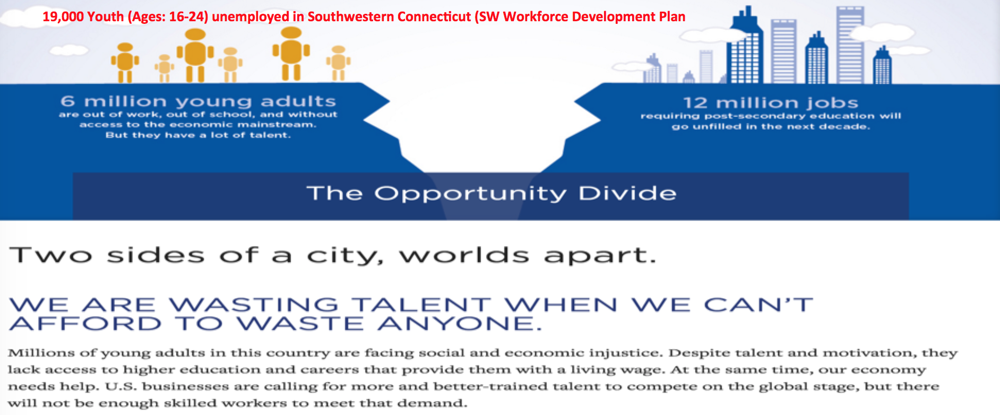 19,000 Youth (Ages: 16-24) unemployed in Southwestern Connecticut (SW Workforce Development Plan
6 million young adults
are out of work, out of school, and without
access to the economic mainstream.
But they have a lot of talent.
12 million jobs
requiring post-secondary education will
go unfilled in the next decade.
The Opportunity Divide
Two sides of a city, worlds apart.
WE ARE WASTING TALENT WHEN WE CAN'T
AFFORD TO WASTE ANYONE.
Millions of young adults in this country are facing social and economic injustice. Despite talent and motivation, they
lack access to higher education and careers that provide them with a living wage. At the same time, our economy
needs help. U.S. businesses are calling for more and better-trained talent to compete on the global stage, but there
will not be enough skilled workers to meet that demand.